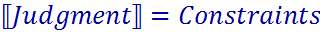 ⟦Judgment⟧ = Constraints